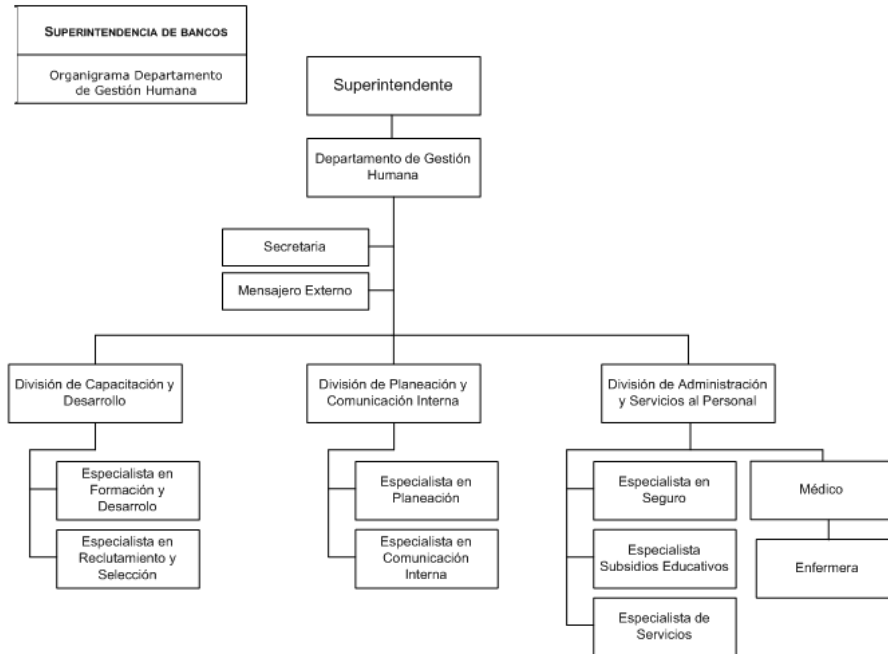 SUPERINTENDENCIA DE BANCOS
Organigrama Departamento
de Gestión Humana
Superintendente
Departamento de Gestión
Humana
Secretaria
Mensajero Externo
División de Capacitación y
Desarrollo
División de Planeación y
Comunicación Interna
División de Administración
y Servicios al Personal
Especialista en
Formación y
Desarrolo
Especialista en
Reclutamiento y
Selección
Especialista en
Planeación
Especialista en
Comunicación
Interna
Especialista en
Seguro
Especialista
Subsidios Educativos
Especialista de
Servicios
Médico
Enfermera